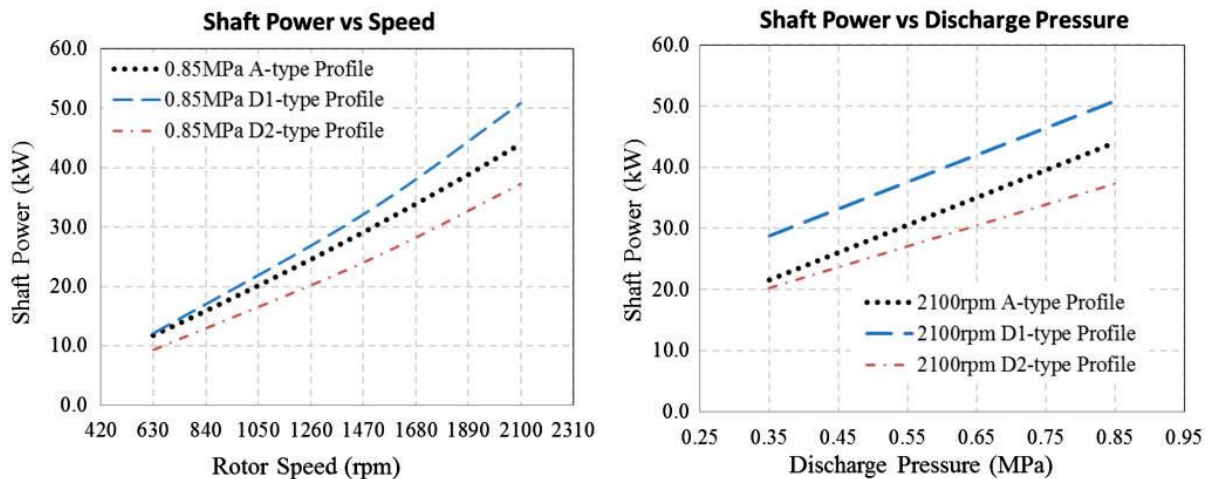 Shaft Power vs Speed
60.0
50.0
40.0
30.0
20.0
10.0
0.0
Shaft Power (kW)
0.85MPa A-type Profile
0.85MPa D1-type Profile
0.85MPa D2-type Profile
420 630 840 1050 1260 1470 1680 1890 2100 2310
Rotor Speed (rpm)
Shaft Power vs Discharge Pressure
60.0
50.0
40.0
30.0
20.0
10.0
0.0
Shaft Power (kW)
2100rpm A-type Profile
2100rpm D1-type Profile
2100rpm D2-type Profile
0.25 0.35 0.45 0.55 0.65 0.75 0.85 0.95
Discharge Pressure (MPa)